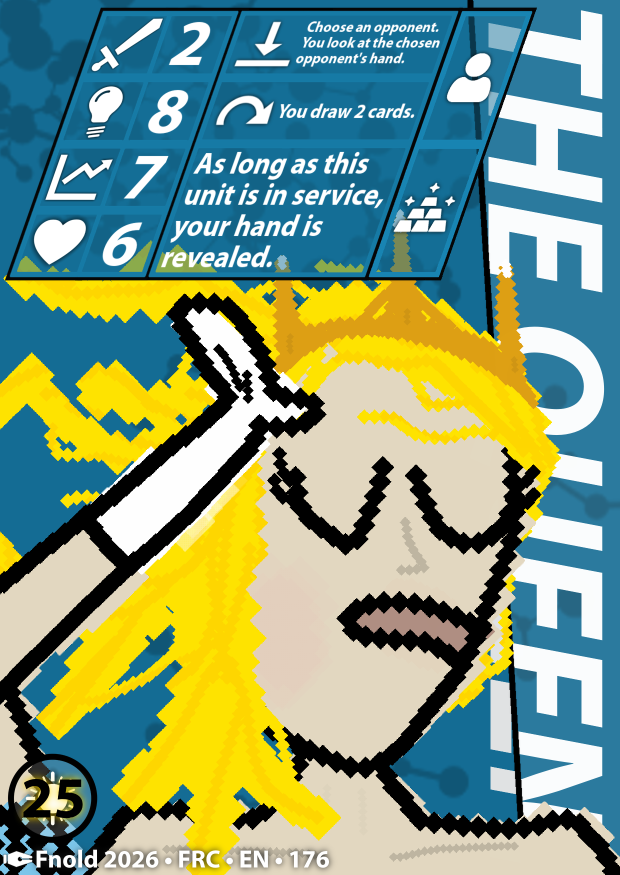 2
Choose an opponent.
You look at the chosen
opponent's hand.
8
You draw 2 cards.
7
As long as this
unit is in service,
your hand is
revealed.
6
THE QUEEN
25
Fnold 2026 • FRC • EN • 176